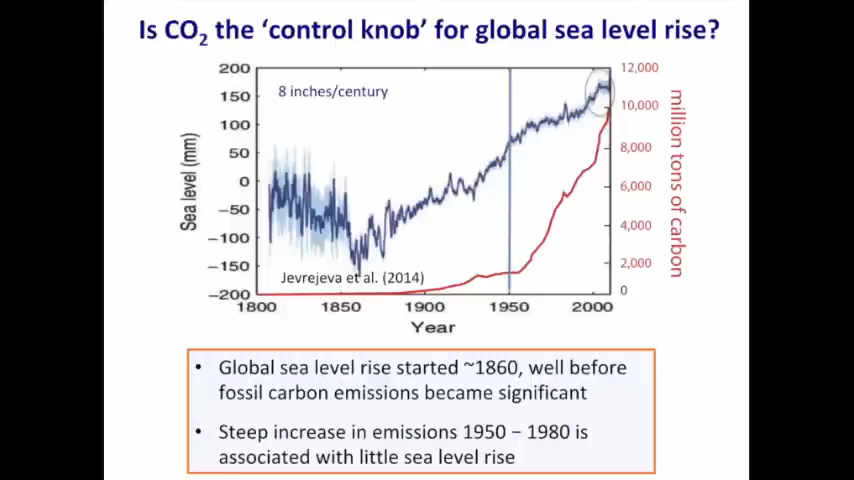 Is CO₂ the ‘control knob’ for global sea level rise?
200
150
100
50
0
−50
−100
−150
−200
Sea level (mm)
8 inches/century
Jevrejeva et al. (2014)
12,000
10,000
8,000
6,000
4,000
2,000
0
million tons of carbon
1800 1850 1900 1950 2000
Year
• Global sea level rise started ~1860, well before
fossil carbon emissions became significant
• Steep increase in emissions 1950 – 1980 is
associated with little sea level rise